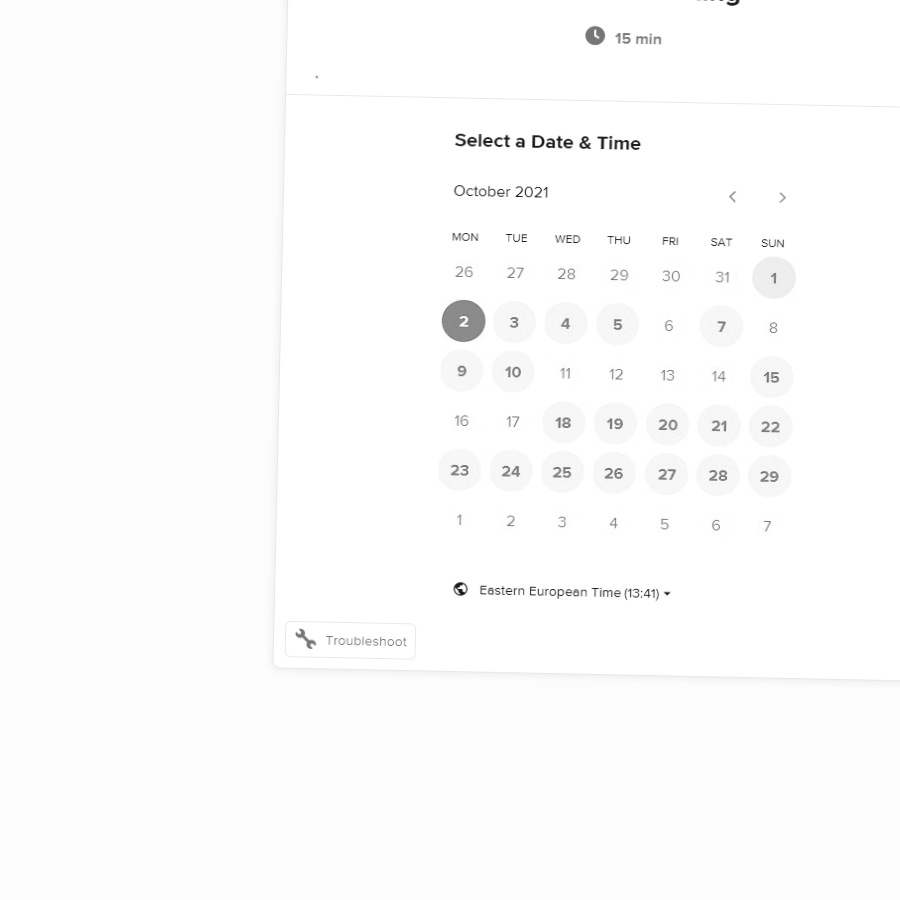 15 min
.
Select a Date & Time
October 2021
MON TUE WED THU FRI SAT SUN
26 27 28 29 30 31 1
2 3 4 5 6 7 8
9 10 11 12 13 14 15
16 17 18 19 20 21 22
23 24 25 26 27 28 29
1 2 3 4 5 6 7
Eastern European Time (13:41)
Troubleshoot